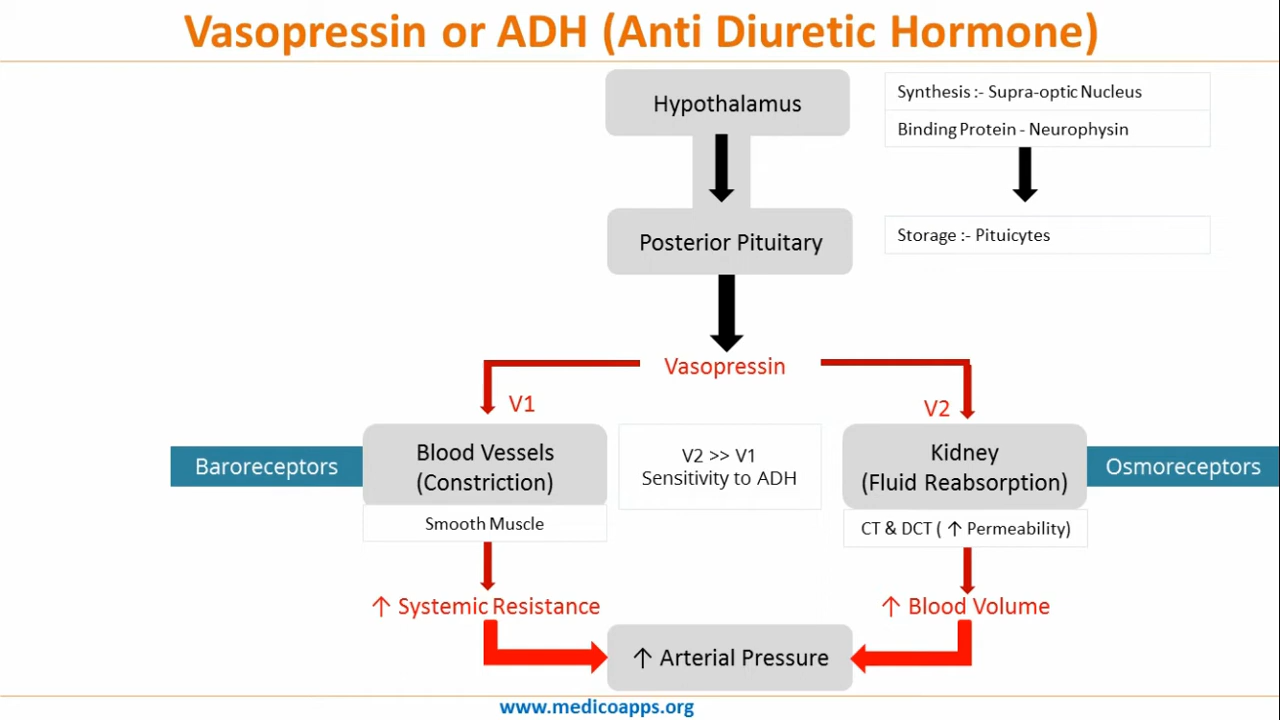 Vasopressin or ADH (Anti Diuretic Hormone)
Hypothalamus
Synthesis :- Supra-optic Nucleus
Binding Protein - Neurophysin
Posterior Pituitary
Storage :- Pituicytes
Vasopressin
V1
V2
Baroreceptors
Blood Vessels
(Constriction)
Smooth Muscle
V2 >> V1
Sensitivity to ADH
Kidney
(Fluid Reabsorption)
CT & DCT ( ↑ Permeability)
Osmoreceptors
↑ Systemic Resistance
↑ Blood Volume
↑ Arterial Pressure
www.medicoapps.org